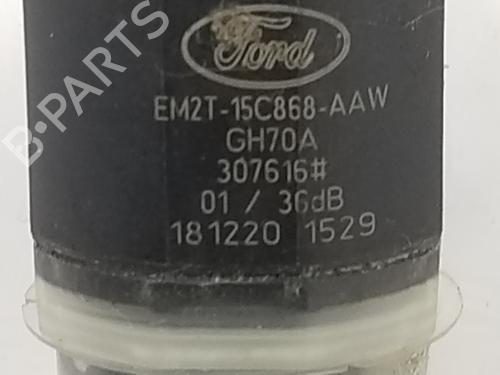 B-PARTS
Ford
EM2T-15C868-AAW
GH70A
307616#
01 / 36dB
181220 1529